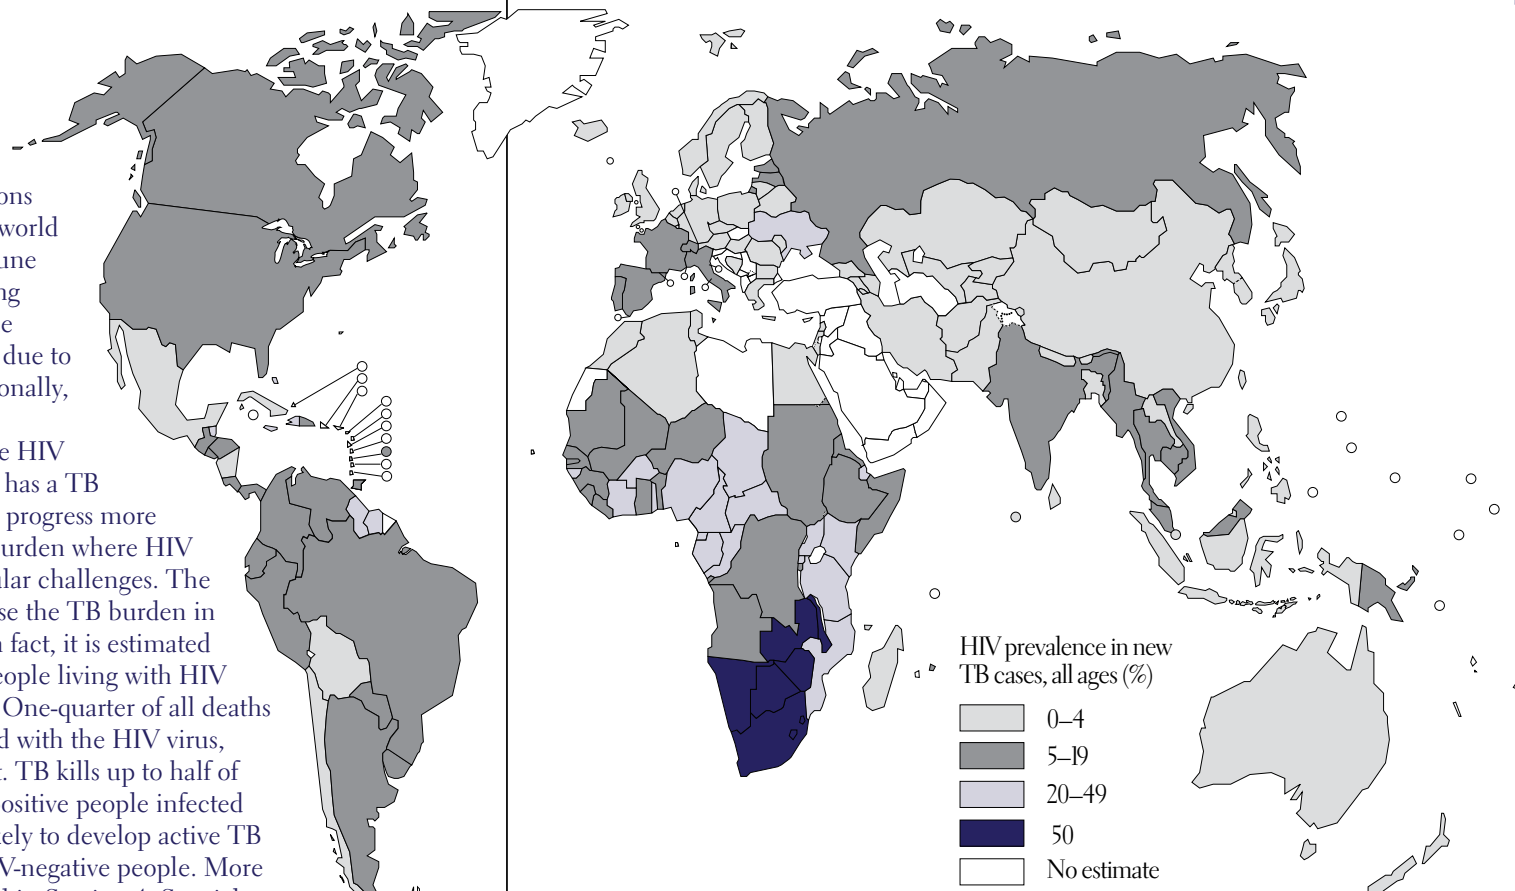 ons
world
une
ng
e
due to
onally,
e HIV
has a TB
progress more
urden where HIV
ular challenges. The
se the TB burden in
n fact, it is estimated
eople living with HIV
One-quarter of all deaths
d with the HIV virus,
t. TB kills up to half of
ositive people infected
kely to develop active TB
V-negative people. More
HIV prevalence in new
TB cases, all ages (%)
0–4
5–19
20–49
50
No estimate